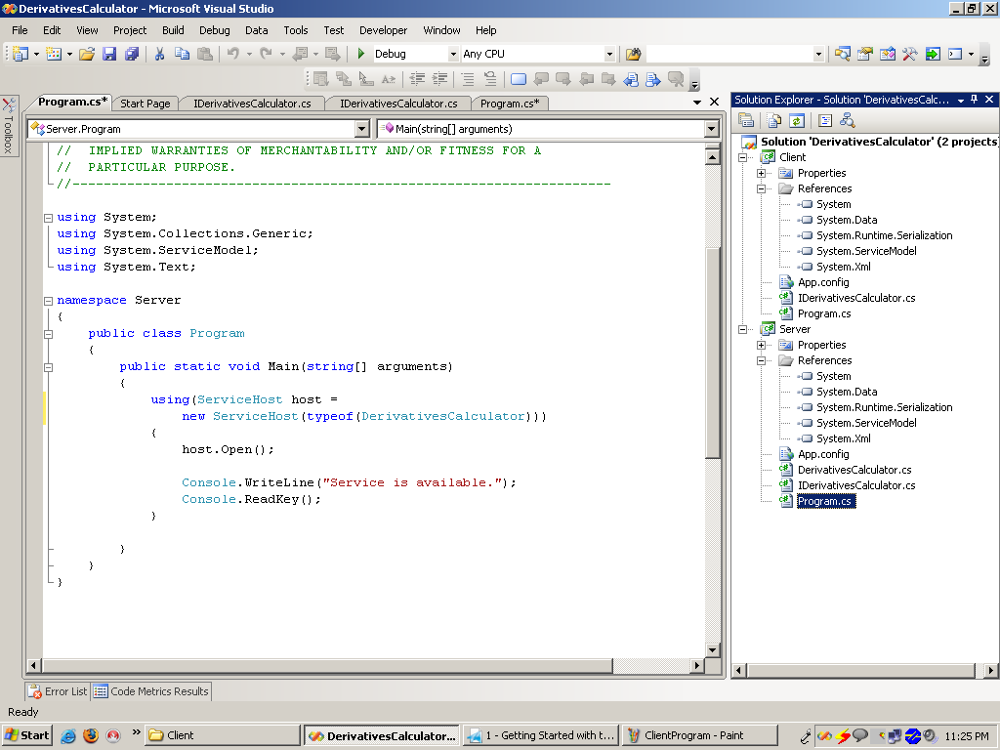 DerivativesCalculator - Microsoft Visual Studio
File Edit View Project Build Debug Data Tools Test Developer Window Help
Debug Any CPU
Toolbox
Program.cs* Start Page IDerivativesCalculator.cs IDerivativesCalculator.cs Program.cs*
Server.Program Main(string[] arguments)
// IMPLIED WARRANTIES OF MERCHANTABILITY AND/OR FITNESS FOR A
// PARTICULAR PURPOSE.
//---------------------------------------------------------------------
using System;
using System.Collections.Generic;
using System.ServiceModel;
using System.Text;
namespace Server
{
public class Program
{
public static void Main(string[] arguments)
{
using(ServiceHost host =
new ServiceHost(typeof(DerivativesCalculator)))
{
host.Open();
Console.WriteLine("Service is available.");
Console.ReadKey();
}
}
}
}
Solution Explorer - Solution 'DerivativesCalc...
Solution 'DerivativesCalculator' (2 projects)
Client
Properties
References
System
System.Data
System.Runtime.Serialization
System.ServiceModel
System.Xml
App.config
IDerivativesCalculator.cs
Program.cs
Server
Properties
References
System
System.Data
System.Runtime.Serialization
System.ServiceModel
System.Xml
App.config
DerivativesCalculator.cs
IDerivativesCalculator.cs
Program.cs
Error List Code Metrics Results
Ready
Start » Client DerivativesCalculator... 1 - Getting Started with t... ClientProgram - Paint 11:25 PM